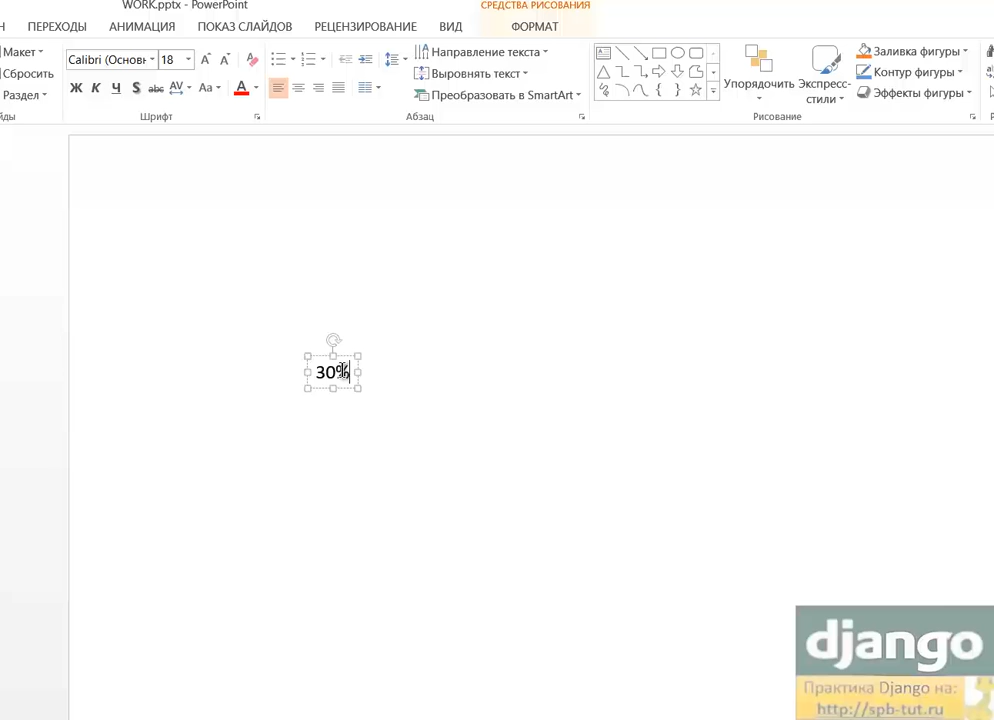 WORK.pptx - PowerPoint
СРЕДСТВА РИСОВАНИЯ
Н ПЕРЕХОДЫ АНИМАЦИЯ ПОКАЗ СЛАЙДОВ РЕЦЕНЗИРОВАНИЕ ВИД ФОРМАТ
Макет
Сбросить
Раздел
йды
Calibri (Основн 18
Ж К Ч S abc AV Aa А
Шрифт
Направление текста
Выровнять текст
Преобразовать в SmartArt
Абзац
Упорядочить
Экспресс-
стили
Заливка фигуры
Контур фигуры
Эффекты фигуры
Рисование
30%
django
Практика Django на:
http://spb-tut.ru